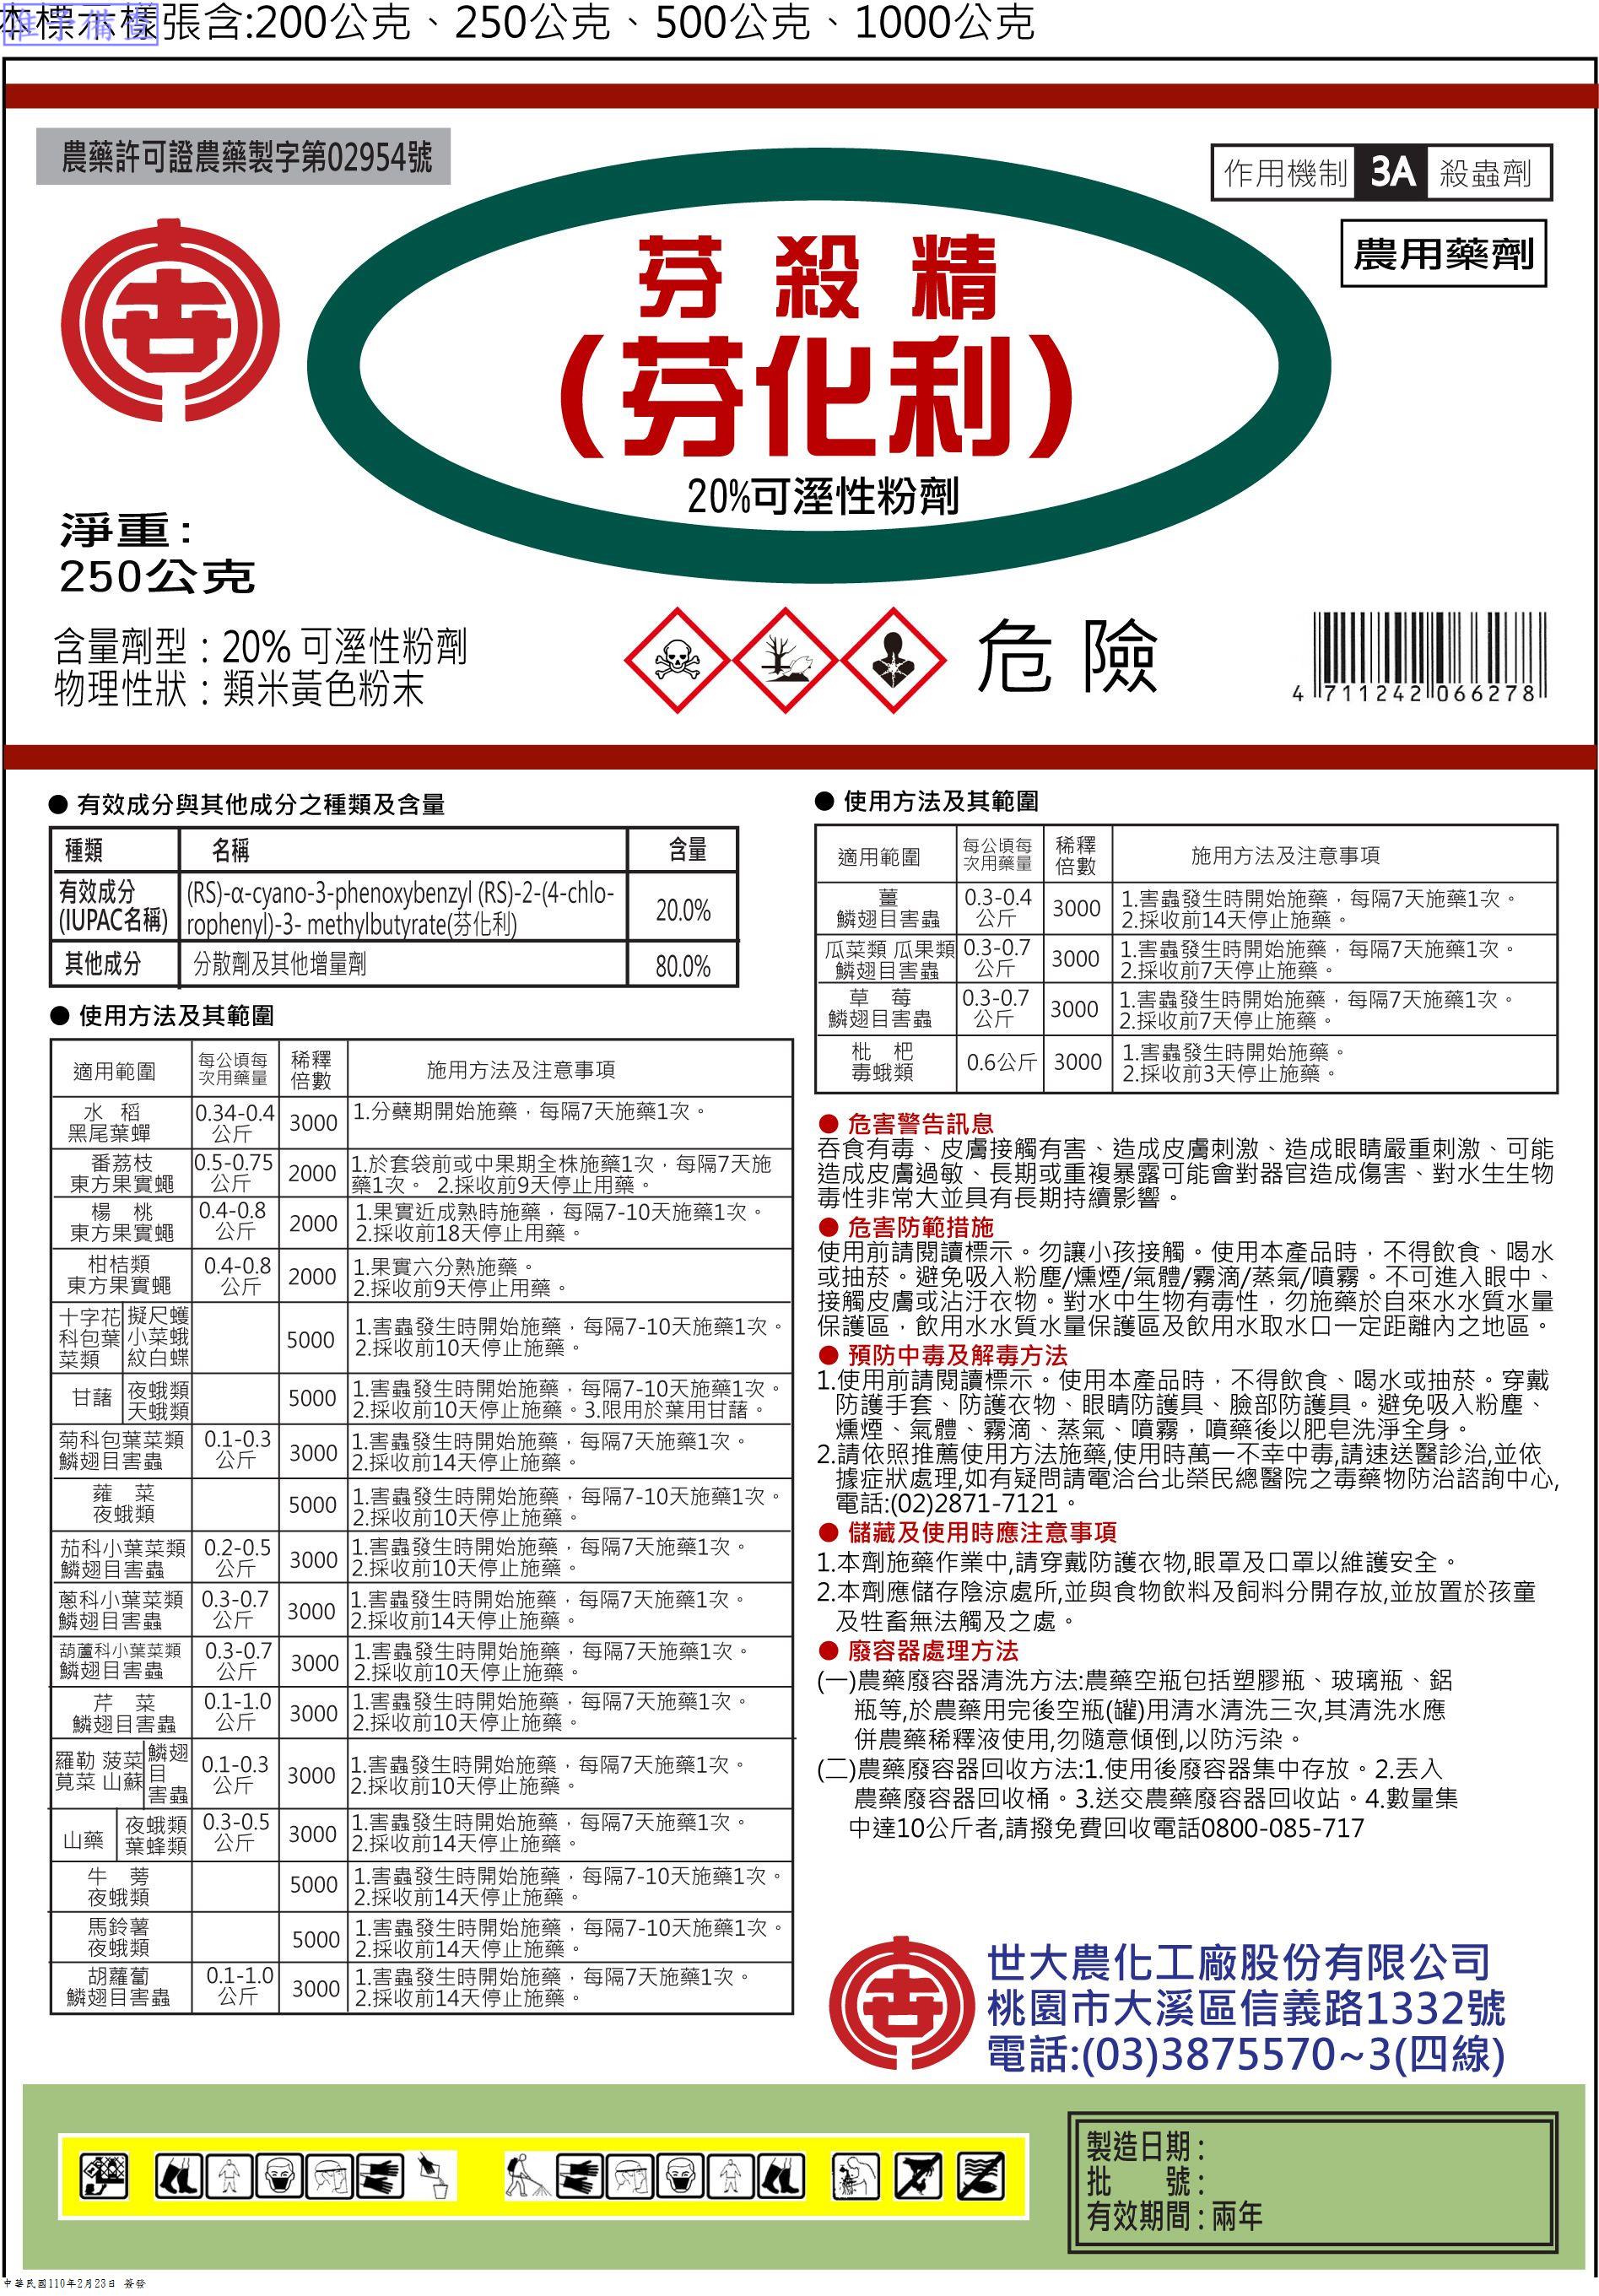 本標示樣張含:200公克、250公克、500公克、1000公克
准予備查
農藥許可證農藥製字第02954號
作用機制 3A 殺蟲劑
農用藥劑
芬殺精
(芬化利)
20%可溼性粉劑
淨重:
250公克
含量劑型：20% 可溼性粉劑
物理性狀：類米黃色粉末
危險
4 711242 066278
● 有效成分與其他成分之種類及含量
種類 名稱 含量
有效成分 (IUPAC名稱) (RS)-α-cyano-3-phenoxybenzyl (RS)-2-(4-chlo-
rophenyl)-3- methylbutyrate(芬化利) 20.0%
其他成分 分散劑及其他增量劑 80.0%
● 使用方法及其範圍
適用範圍 每公頃每次用藥量 稀釋倍數 施用方法及注意事項
水 稻 黑尾葉蟬 0.34-0.4公斤 3000 1.分蘗期開始施藥，每隔7天施藥1次。
番荔枝 東方果實蠅 0.5-0.75公斤 2000 1.於套袋前或中果期全株施藥1次，每隔7天施
藥1次。 2.採收前9天停止用藥。
楊 桃 東方果實蠅 0.4-0.8公斤 2000 1.果實近成熟時施藥，每隔7-10天施藥1次。
2.採收前18天停止用藥。
柑桔類 東方果實蠅 0.4-0.8公斤 2000 1.果實六分熟施藥。
2.採收前9天停止用藥。
十字花科包葉菜類 擬尺蠖 小菜蛾 紋白蝶 5000 1.害蟲發生時開始施藥，每隔7-10天施藥1次。
2.採收前10天停止施藥。
甘藷 夜蛾類 天蛾類 5000 1.害蟲發生時開始施藥，每隔7-10天施藥1次。
2.採收前10天停止施藥。3.限用於葉用甘藷。
菊科包葉菜類 鱗翅目害蟲 0.1-0.3公斤 3000 1.害蟲發生時開始施藥，每隔7天施藥1次。
2.採收前14天停止施藥。
蕹 菜 夜蛾類 5000 1.害蟲發生時開始施藥，每隔7-10天施藥1次。
2.採收前10天停止施藥。
茄科小葉菜類 鱗翅目害蟲 0.2-0.5公斤 3000 1.害蟲發生時開始施藥，每隔7天施藥1次。
2.採收前10天停止施藥。
蔥科小葉菜類 鱗翅目害蟲 0.3-0.7公斤 3000 1.害蟲發生時開始施藥，每隔7天施藥1次。
2.採收前14天停止施藥。
葫蘆科小葉菜類 鱗翅目害蟲 0.3-0.7公斤 3000 1.害蟲發生時開始施藥，每隔7天施藥1次。
2.採收前10天停止施藥。
芹 菜 鱗翅目害蟲 0.1-1.0公斤 3000 1.害蟲發生時開始施藥，每隔7天施藥1次。
2.採收前10天停止施藥。
羅勒 菠菜 莧菜 山蘇 鱗翅目害蟲 0.1-0.3公斤 3000 1.害蟲發生時開始施藥，每隔7天施藥1次。
2.採收前10天停止施藥。
山藥 夜蛾類 葉蜂類 0.3-0.5公斤 3000 1.害蟲發生時開始施藥，每隔7天施藥1次。
2.採收前14天停止施藥。
牛 蒡 夜蛾類 5000 1.害蟲發生時開始施藥，每隔7-10天施藥1次。
2.採收前14天停止施藥。
馬鈴薯 夜蛾類 5000 1.害蟲發生時開始施藥，每隔7-10天施藥1次。
2.採收前14天停止施藥。
胡蘿蔔 鱗翅目害蟲 0.1-1.0公斤 3000 1.害蟲發生時開始施藥，每隔7天施藥1次。
2.採收前14天停止施藥。
● 使用方法及其範圍
適用範圍 每公頃每次用藥量 稀釋倍數 施用方法及注意事項
薑 鱗翅目害蟲 0.3-0.4公斤 3000 1.害蟲發生時開始施藥，每隔7天施藥1次。
2.採收前14天停止施藥。
瓜菜類 瓜果類 鱗翅目害蟲 0.3-0.7公斤 3000 1.害蟲發生時開始施藥，每隔7天施藥1次。
2.採收前7天停止施藥。
草 莓 鱗翅目害蟲 0.3-0.7公斤 3000 1.害蟲發生時開始施藥，每隔7天施藥1次。
2.採收前7天停止施藥。
枇 杷 毒蛾類 0.6公斤 3000 1.害蟲發生時開始施藥。
2.採收前3天停止施藥。
● 危害警告訊息
吞食有毒、皮膚接觸有害、造成皮膚刺激、造成眼睛嚴重刺激、可能
造成皮膚過敏、長期或重複暴露可能會對器官造成傷害、對水生生物
毒性非常大並具有長期持續影響。
● 危害防範措施
使用前請閱讀標示。勿讓小孩接觸。使用本產品時，不得飲食、喝水
或抽菸。避免吸入粉塵/燻煙/氣體/霧滴/蒸氣/噴霧。不可進入眼中、
接觸皮膚或沾汙衣物。對水中生物有毒性，勿施藥於自來水水質水量
保護區，飲用水水質水量保護區及飲用水取水口一定距離內之地區。
● 預防中毒及解毒方法
1.使用前請閱讀標示。使用本產品時，不得飲食、喝水或抽菸。穿戴
防護手套、防護衣物、眼睛防護具、臉部防護具。避免吸入粉塵、
燻煙、氣體、霧滴、蒸氣、噴霧，噴藥後以肥皂洗淨全身。
2.請依照推薦使用方法施藥,使用時萬一不幸中毒,請速送醫診治,並依
據症狀處理,如有疑問請電洽台北榮民總醫院之毒藥物防治諮詢中心,
電話:(02)2871-7121。
● 儲藏及使用時應注意事項
1.本劑施藥作業中,請穿戴防護衣物,眼罩及口罩以維護安全。
2.本劑應儲存陰涼處所,並與食物飲料及飼料分開存放,並放置於孩童
及牲畜無法觸及之處。
● 廢容器處理方法
(一)農藥廢容器清洗方法:農藥空瓶包括塑膠瓶、玻璃瓶、鋁
瓶等,於農藥用完後空瓶(罐)用清水清洗三次,其清洗水應
併農藥稀釋液使用,勿隨意傾倒,以防污染。
(二)農藥廢容器回收方法:1.使用後廢容器集中存放。2.丟入
農藥廢容器回收桶。3.送交農藥廢容器回收站。4.數量集
中達10公斤者,請撥免費回收電話0800-085-717
世大農化工廠股份有限公司
桃園市大溪區信義路1332號
電話:(03)3875570~3(四線)
製造日期：
批 號：
有效期間：兩年
中華民國110年2月23日 簽發